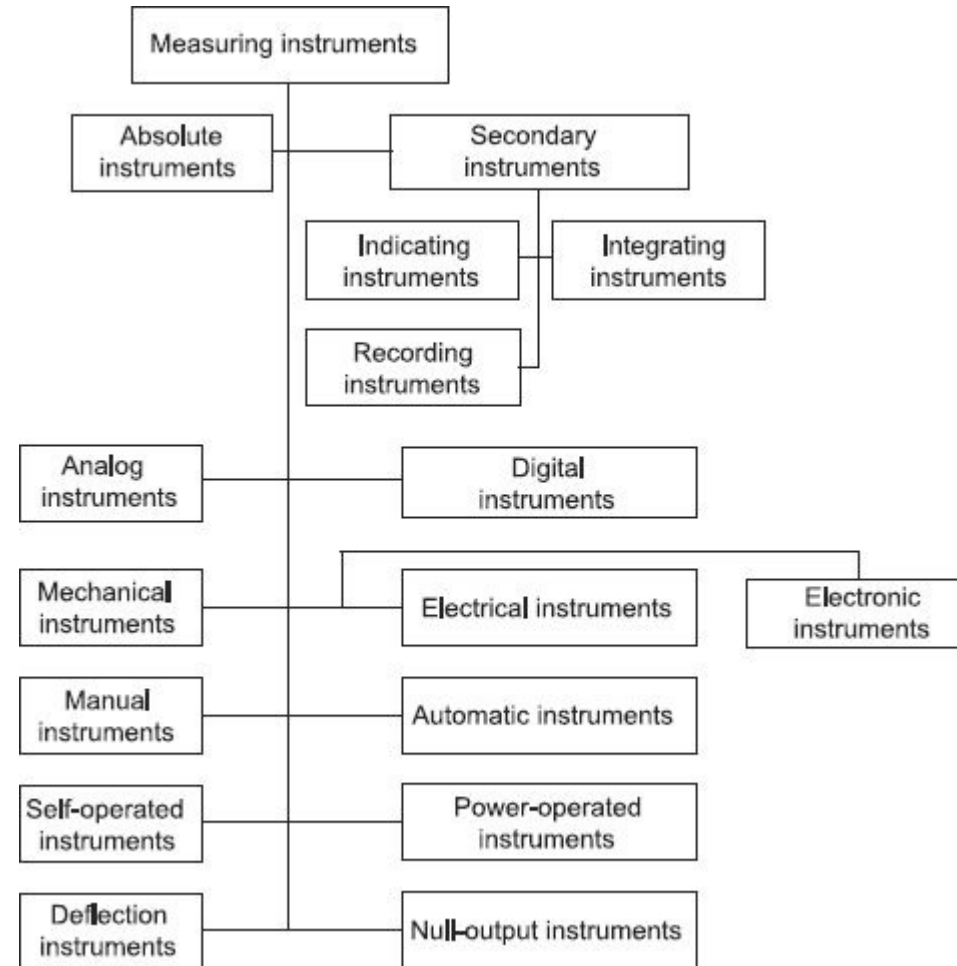 Measuring instruments
Absolute
instruments
Secondary
instruments
Indicating
instruments
Integrating
instruments
Recording
instruments
Analog
instruments
Digital
instruments
Mechanical
instruments
Electrical instruments
Electronic
instruments
Manual
instruments
Automatic instruments
Self-operated
instruments
Power-operated
instruments
Deflection
instruments
Null-output instruments